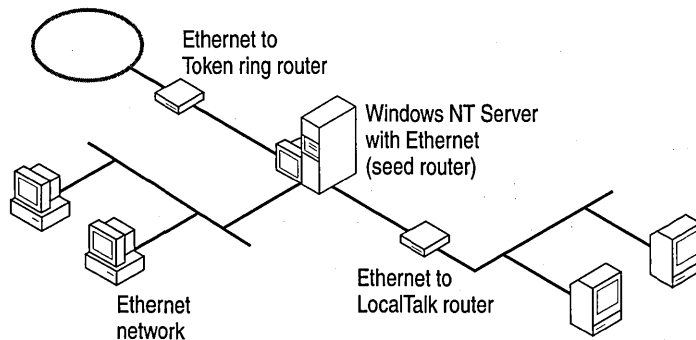 Ethernet to
Token ring router
Windows NT Server
with Ethernet
(seed router)
Ethernet to
LocalTalk router
Ethernet
network